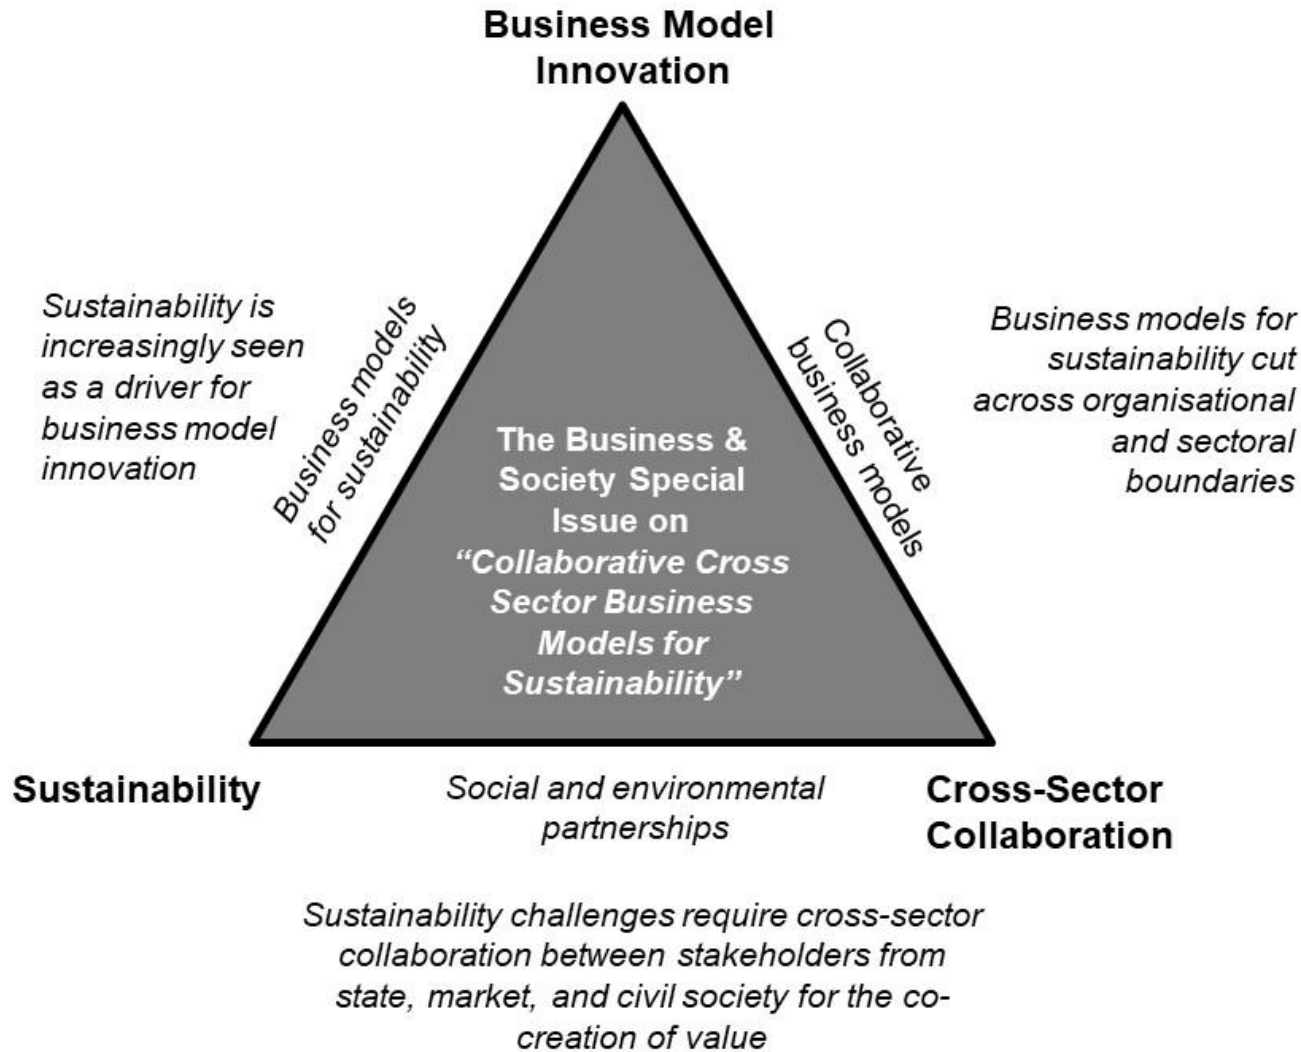 Business Model
Innovation
Sustainability is
increasingly seen
as a driver for
business model
innovation
Business models
for sustainability
Collaborative
business models
Business models for
sustainability cut
across organisational
and sectoral
boundaries
The Business &
Society Special
Issue on
“Collaborative Cross
Sector Business
Models for
Sustainability”
Sustainability
Social and environmental
partnerships
Cross-Sector
Collaboration
Sustainability challenges require cross-sector
collaboration between stakeholders from
state, market, and civil society for the co-
creation of value